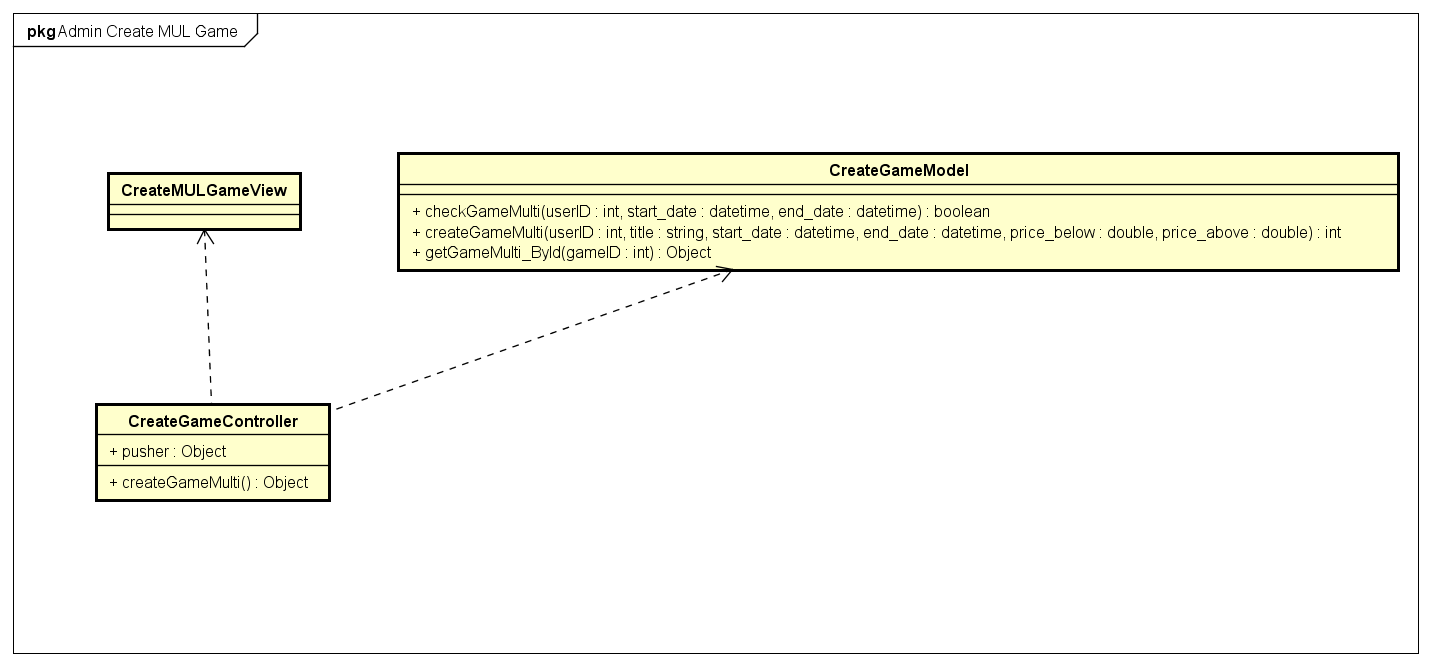 pkg Admin Create MUL Game
CreateMULGameView
CreateGameModel
+ checkGameMulti(userID : int, start_date : datetime, end_date : datetime) : boolean
+ createGameMulti(userID : int, title : string, start_date : datetime, end_date : datetime, price_below : double, price_above : double) : int
+ getGameMulti_ById(gameID : int) : Object
CreateGameController
+ pusher : Object
+ createGameMulti() : Object